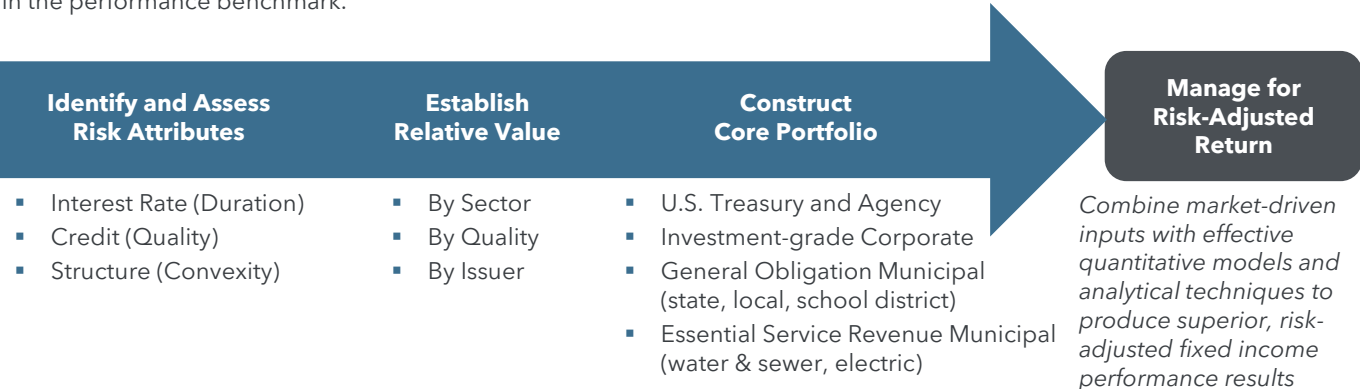 in the performance benchmark.
Identify and Assess
Risk Attributes
Establish
Relative Value
Construct
Core Portfolio
Manage for
Risk-Adjusted
Return
▪ Interest Rate (Duration)
▪ Credit (Quality)
▪ Structure (Convexity)
▪ By Sector
▪ By Quality
▪ By Issuer
▪ U.S. Treasury and Agency
▪ Investment-grade Corporate
▪ General Obligation Municipal
(state, local, school district)
▪ Essential Service Revenue Municipal
(water & sewer, electric)
Combine market-driven
inputs with effective
quantitative models and
analytical techniques to
produce superior, risk-
adjusted fixed income
performance results